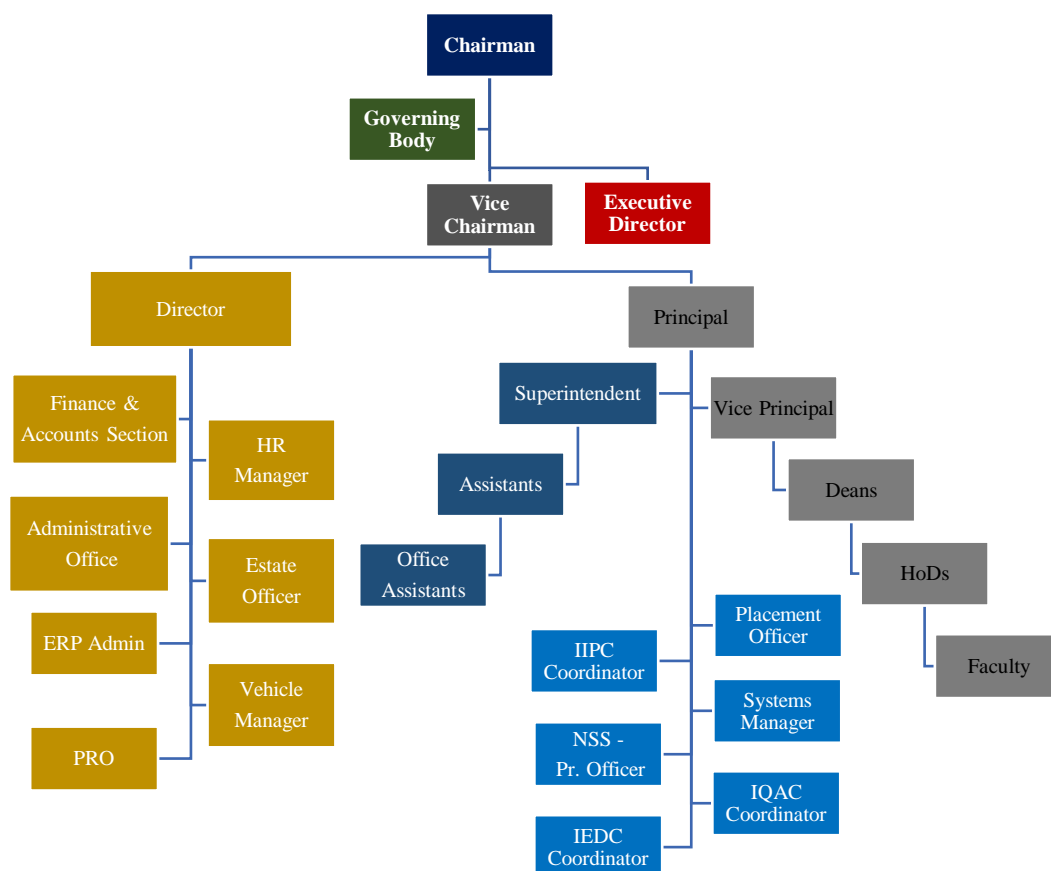 Chairman
Governing
Body
Vice
Chairman
Executive
Director
Director
Principal
Finance &
Accounts Section
HR
Manager
Administrative
Office
Estate
Officer
ERP Admin
Vehicle
Manager
PRO
Superintendent
Assistants
Office
Assistants
Vice Principal
Deans
HoDs
Faculty
Placement
Officer
IIPC
Coordinator
Systems
Manager
NSS -
Pr. Officer
IQAC
Coordinator
IEDC
Coordinator